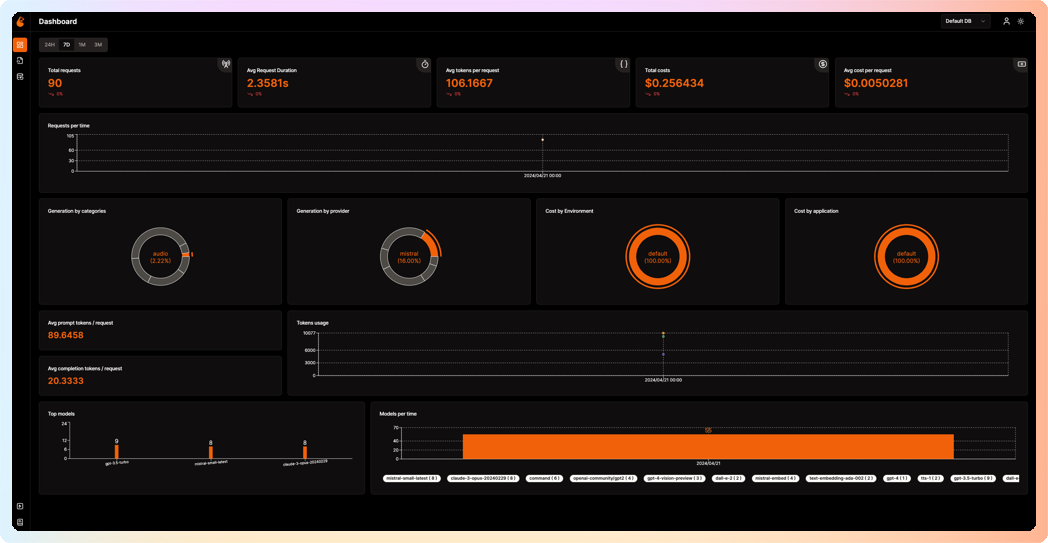 Dashboard
Default DB
24H 7D 1M 3M
Total requests
90
0%
Avg Request Duration
2.3581s
0%
Avg tokens per request
106.1667
0%
Total costs
$0.256434
0%
Avg cost per request
$0.0050281
0%
Requests per time
105
60
30
0
2024/04/21 00:00
Generation by categories
audio
(2.22%)
Generation by provider
mistral
(16.00%)
Cost by Environment
default
(100.00%)
Cost by application
default
(100.00%)
Avg prompt tokens / request
89.6458
Avg completion tokens / request
20.3333
Tokens usage
10077
6000
3000
0
2024/04/21 00:00
Top models
24
12
6
0
9
8
8
gpt-3.5-turbo
mistral-small-latest
claude-3-opus-20240229
Models per time
70
40
20
0
55
2024/04/21
mistral-small-latest ( 8 ) claude-3-opus-20240229 ( 8 ) command ( 6 ) openai-community/gpt2 ( 4 ) gpt-4-vision-preview ( 3 ) dall-e-2 ( 2 ) mistral-embed ( 4 ) text-embedding-ada-002 ( 2 ) gpt-4 ( 1 ) tts-1 ( 2 ) gpt-3.5-turbo ( 9 ) dall-e